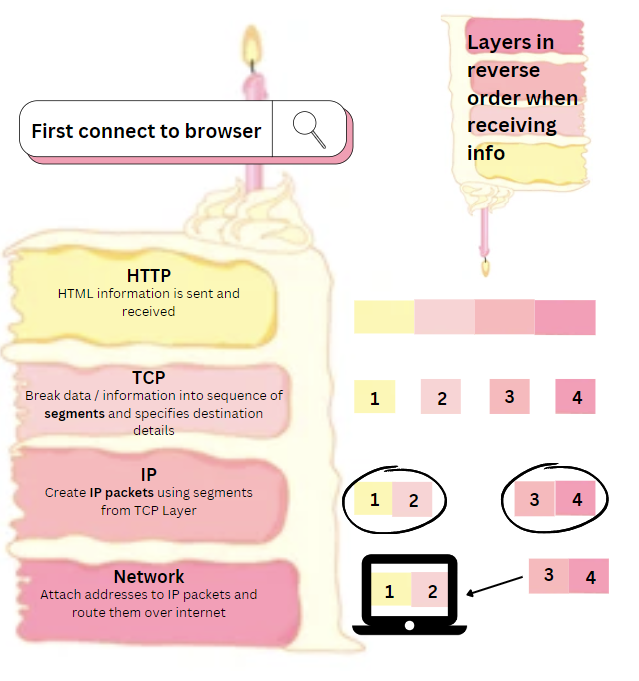 Layers in
reverse
order when
receiving
info
First connect to browser
HTTP
HTML information is sent and
received
TCP
Break data / information into sequence of
segments and specifies destination
details
1 2 3 4
IP
Create IP packets using segments
from TCP Layer
1 2 3 4
Network
Attach addresses to IP packets and
route them over internet
1 2 3 4